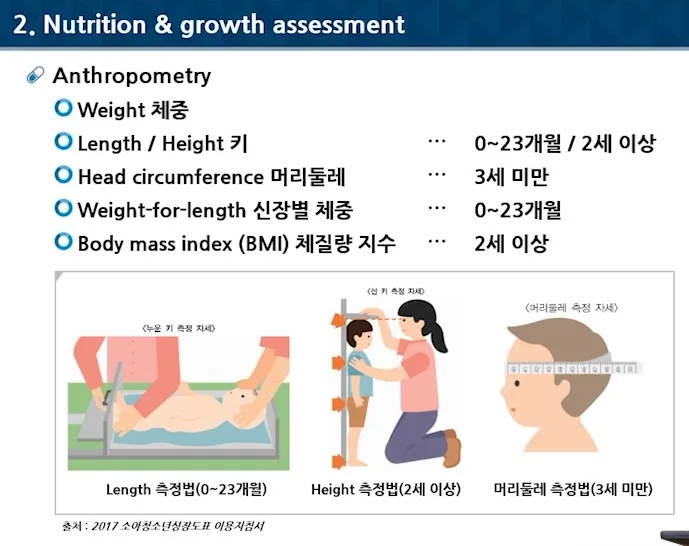 2. Nutrition & growth assessment
Anthropometry
Weight 체중
Length / Height 키 ··· 0~23개월 / 2세 이상
Head circumference 머리둘레 ··· 3세 미만
Weight-for-length 신장별 체중 ··· 0~23개월
Body mass index (BMI) 체질량 지수 ··· 2세 이상
<누운 키 측정 자세>
<선 키 측정 자세>
<머리둘레 측정 자세>
Length 측정법(0~23개월)
Height 측정법(2세 이상)
머리둘레 측정법(3세 미만)
출처 : 2017 소아청소년성장도표 이용지침서